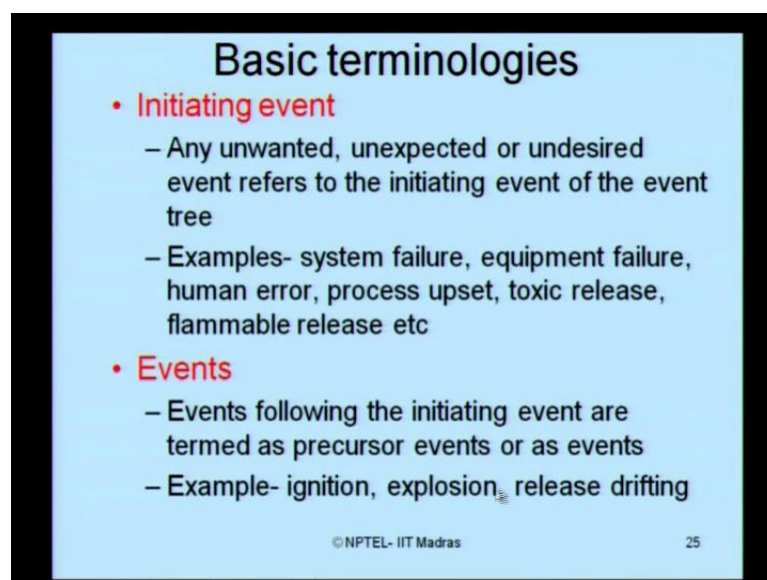 Basic terminologies
• Initiating event
– Any unwanted, unexpected or undesired
event refers to the initiating event of the event
tree
– Examples- system failure, equipment failure,
human error, process upset, toxic release,
flammable release etc
• Events
– Events following the initiating event are
termed as precursor events or as events
– Example- ignition, explosion, release drifting
©NPTEL- IIT Madras 25